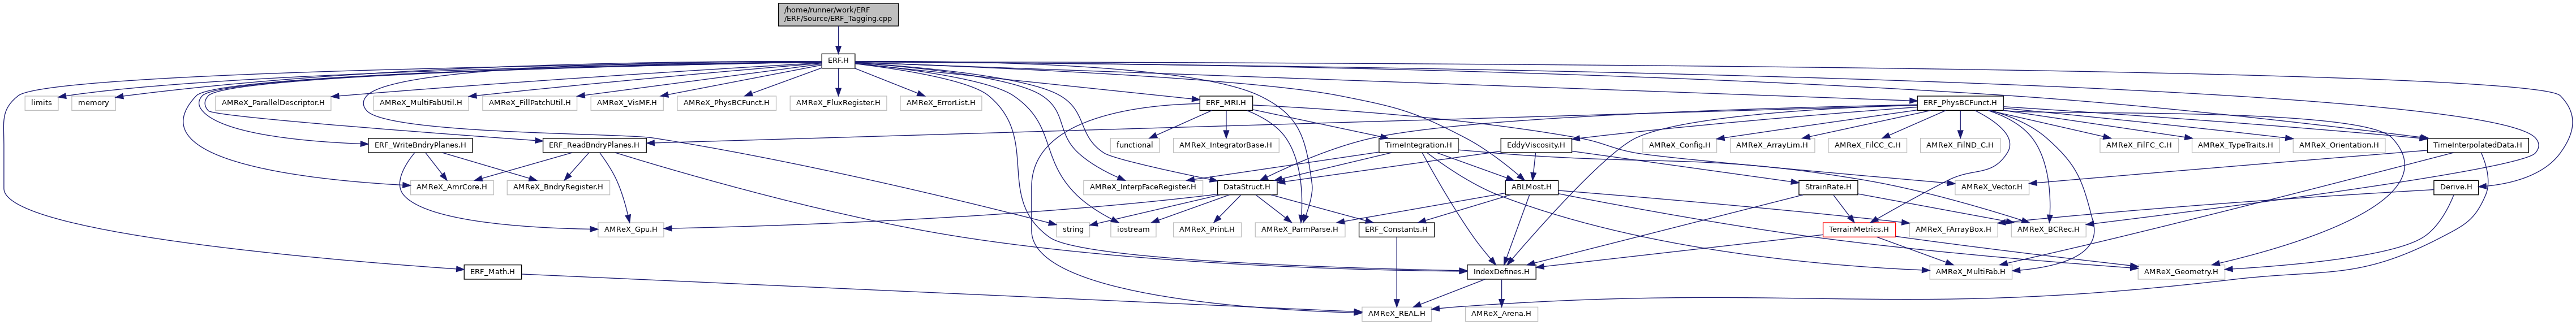 /home/runner/work/ERF
/ERF/Source/ERF_Tagging.cpp
ERF.H
limits
memory
AMReX_ParallelDescriptor.H
AMReX_MultiFabUtil.H
AMReX_FillPatchUtil.H
AMReX_VisMF.H
AMReX_PhysBCFunct.H
AMReX_FluxRegister.H
AMReX_ErrorList.H
ERF_MRI.H
ERF_PhysBCFunct.H
ERF_WriteBndryPlanes.H
ERF_ReadBndryPlanes.H
functional
AMReX_IntegratorBase.H
TimeIntegration.H
EddyViscosity.H
AMReX_Config.H
AMReX_ArrayLim.H
AMReX_FilCC_C.H
AMReX_FilND_C.H
AMReX_FilFC_C.H
AMReX_TypeTraits.H
AMReX_Orientation.H
TimeInterpolatedData.H
AMReX_AmrCore.H
AMReX_BndryRegister.H
AMReX_InterpFaceRegister.H
DataStruct.H
ABLMost.H
StrainRate.H
AMReX_Vector.H
Derive.H
AMReX_Gpu.H
string
iostream
AMReX_Print.H
AMReX_ParmParse.H
ERF_Constants.H
TerrainMetrics.H
AMReX_FArrayBox.H
AMReX_BCRec.H
ERF_Math.H
IndexDefines.H
AMReX_MultiFab.H
AMReX_Geometry.H
AMReX_REAL.H
AMReX_Arena.H